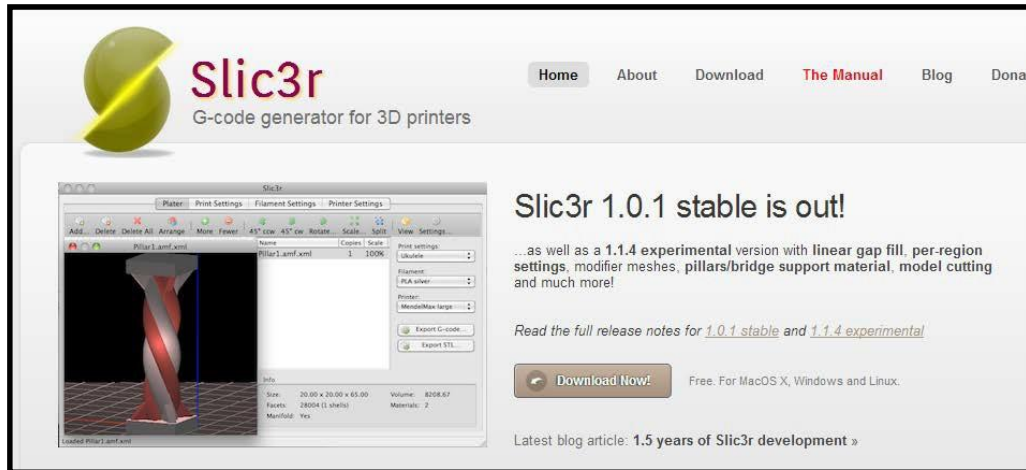 Slic3r
G-code generator for 3D printers
Home About Download The Manual Blog Dona
Slic3r
Plater Print Settings Filament Settings Printer Settings
Add... Delete Delete All Arrange More Fewer 45° ccw 45° cw Rotate... Scale... Split View Settings...
Pillar1.amf.xml
Name Copies Scale
Pillar1.amf.xml 1 100%
Print settings:
Ukulele
Filament:
PLA silver
Printer:
MendelMax large
Export G-code...
Export STL...
Info
Size: 20.00 x 20.00 x 65.00 Volume: 8208.67
Facets: 28004 (1 shells) Materials: 2
Manifold: Yes
Loaded Pillar1.amf.xml
Slic3r 1.0.1 stable is out!
...as well as a 1.1.4 experimental version with linear gap fill, per-region
settings, modifier meshes, pillars/bridge support material, model cutting
and much more!
Read the full release notes for 1.0.1 stable and 1.1.4 experimental
Download Now! Free. For MacOS X, Windows and Linux.
Latest blog article: 1.5 years of Slic3r development »